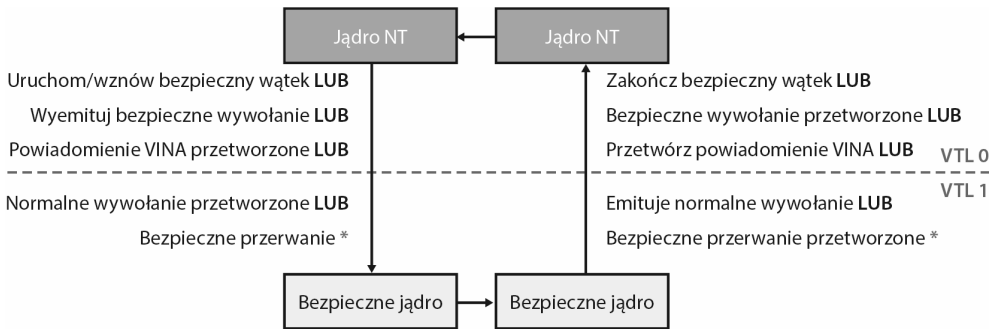 Jądro NT
Jądro NT
Uruchom/wznów bezpieczny wątek LUB
Wyemituj bezpieczne wywołanie LUB
Powiadomienie VINA przetworzone LUB
Zakończ bezpieczny wątek LUB
Bezpieczne wywołanie przetworzone LUB
Przetwórz powiadomienie VINA LUB
VTL 0
VTL 1
Normalne wywołanie przetworzone LUB
Bezpieczne przerwanie *
Emituje normalne wywołanie LUB
Bezpieczne przerwanie przetworzone *
Bezpieczne jądro
Bezpieczne jądro